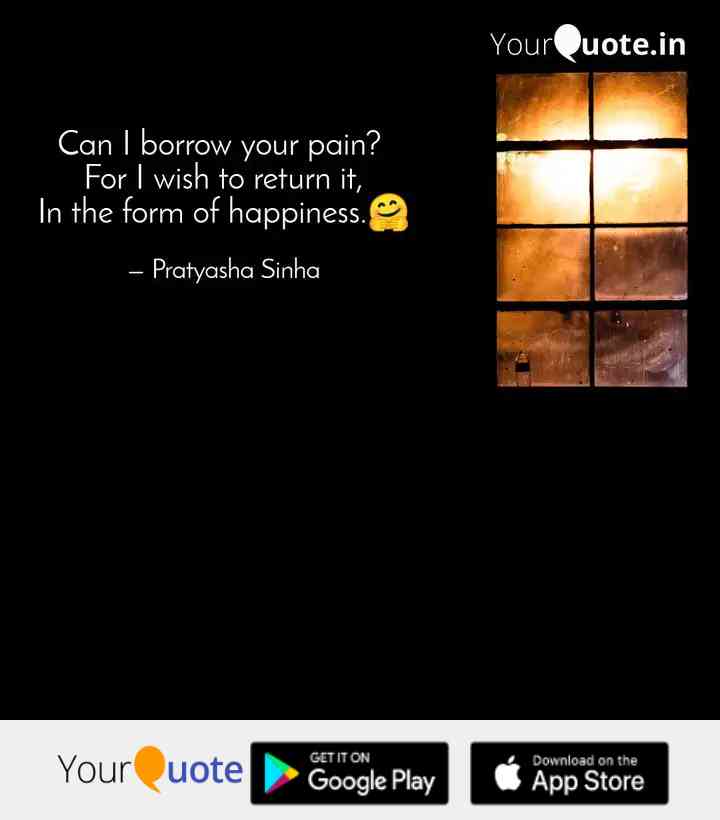 YourQuote.in
Can I borrow your pain?
For I wish to return it,
In the form of happiness.🤗
– Pratyasha Sinha
YourQuote
GET IT ON
Google Play
Download on the
App Store